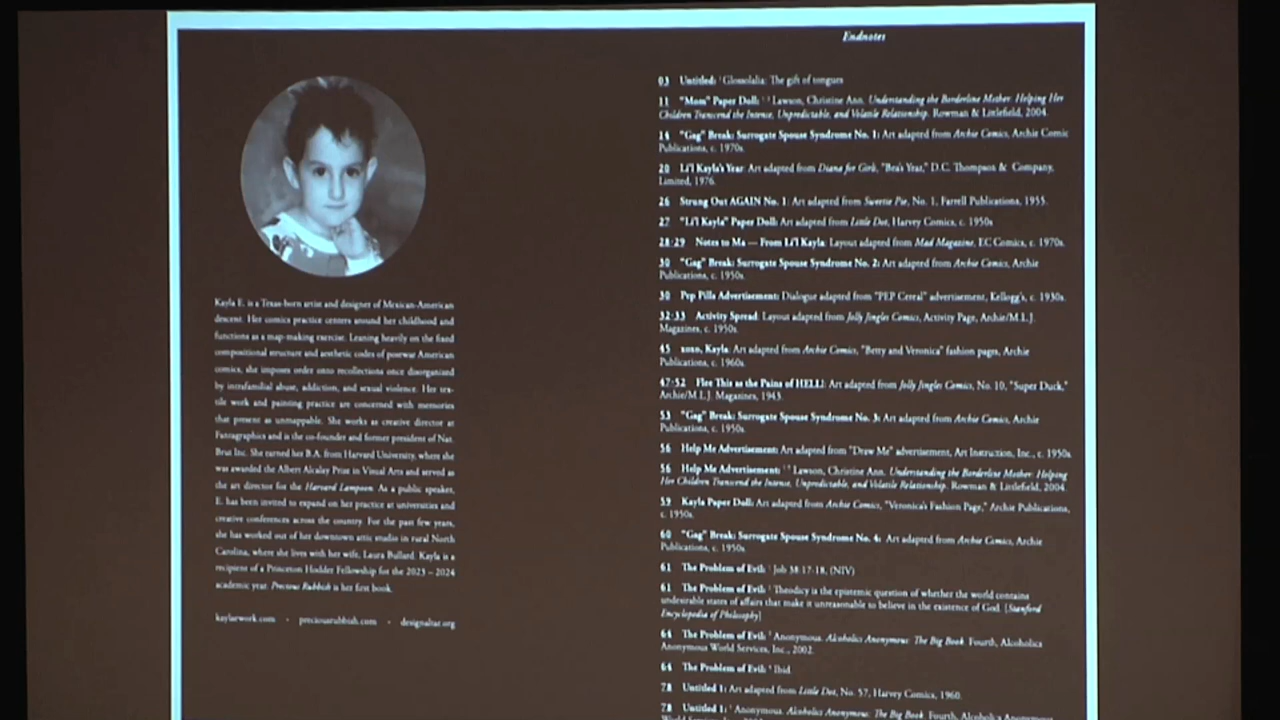 Kayla E. is a Texas-born artist and designer of Mexican-American
descent. Her comics practice centers around her childhood and
functions as a map-making exercise. Leaning heavily on the fixed
compositional structure and aesthetic codes of postwar American
comics, she imposes order onto recollections once disorganized
by intrafamilial abuse, addiction, and sexual violence. Her tex-
tile work and painting practice are concerned with memories
that present as unmappable. She works as creative director at
Fantagraphics and is the co-founder and former president of Nat.
Brut Inc. She earned her B.A. from Harvard University, where she
was awarded the Albert Alcalay Prize in Visual Arts and served as
the art director for the Harvard Lampoon. As a public speaker,
E. has been invited to expand on her practice at universities and
creative conferences across the country. For the past few years,
she has worked out of her downtown attic studio in rural North
Carolina, where she lives with her wife, Laura Bullard. Kayla is a
recipient of a Princeton Hodder Fellowship for the 2023 – 2024
academic year. Precious Rubbish is her first book.
kaylaework.com · preciousrubbish.com · designaltar.org
Endnotes
03 Untitled: Glossolalia: The gift of tongues
11 "Mom" Paper Doll: Lawson, Christine Ann. Understanding the Borderline Mother: Helping Her
Children Transcend the Intense, Unpredictable, and Volatile Relationship. Rowman & Littlefield, 2004.
14 "Gag" Break: Surrogate Spouse Syndrome No. 1: Art adapted from Archie Comics, Archie Comic
Publications, c. 1970s.
20 Li'l Kayla's Year: Art adapted from Diana for Girls, "Bea's Year," D.C. Thompson & Company,
Limited, 1976.
26 Strung Out AGAIN No. 1: Art adapted from Sweetie Pie, No. 1, Farrell Publications, 1955.
27 "Li'l Kayla" Paper Doll: Art adapted from Little Dot, Harvey Comics, c. 1950s
28-29 Notes to Ma — From Li'l Kayla: Layout adapted from Mad Magazine, EC Comics, c. 1970s.
30 "Gag" Break: Surrogate Spouse Syndrome No. 2: Art adapted from Archie Comics, Archie
Publications, c. 1950s.
30 Pep Pills Advertisement: Dialogue adapted from "PEP Cereal" advertisement, Kellogg's, c. 1930s.
32-33 Activity Spread: Layout adapted from Jolly Jingles Comics, Activity Page, Archie/M.L.J.
Magazines, c. 1950s.
45 xoxo, Kayla: Art adapted from Archie Comics, "Betty and Veronica" fashion pages, Archie
Publications, c. 1960s.
47-52 Flee This as the Pains of HELL!: Art adapted from Jolly Jingles Comics, No. 10, "Super Duck,"
Archie/M.L.J. Magazines, 1943.
53 "Gag" Break: Surrogate Spouse Syndrome No. 3: Art adapted from Archie Comics, Archie
Publications, c. 1950s.
56 Help Me Advertisement: Art adapted from "Draw Me" advertisement, Art Instruction, Inc., c. 1950s.
56 Help Me Advertisement: Lawson, Christine Ann. Understanding the Borderline Mother: Helping
Her Children Transcend the Intense, Unpredictable, and Volatile Relationship. Rowman & Littlefield, 2004.
59 Kayla Paper Doll: Art adapted from Archie Comics, "Veronica's Fashion Page," Archie Publications,
c. 1950s.
60 "Gag" Break: Surrogate Spouse Syndrome No. 4: Art adapted from Archie Comics, Archie
Publications, c. 1950s.
61 The Problem of Evil: Job 38:17-18, (NIV)
61 The Problem of Evil: Theodicy is the epistemic question of whether the world contains
undesirable states of affairs that make it unreasonable to believe in the existence of God. [Stanford
Encyclopedia of Philosophy]
64 The Problem of Evil: Anonymous. Alcoholics Anonymous: The Big Book. Fourth, Alcoholics
Anonymous World Services, Inc., 2002.
64 The Problem of Evil: Ibid.
78 Untitled 1: Art adapted from Little Dot, No. 57, Harvey Comics, 1960.
78 Untitled 1: Anonymous. Alcoholics Anonymous: The Big Book. Fourth, Alcoholics Anonymous